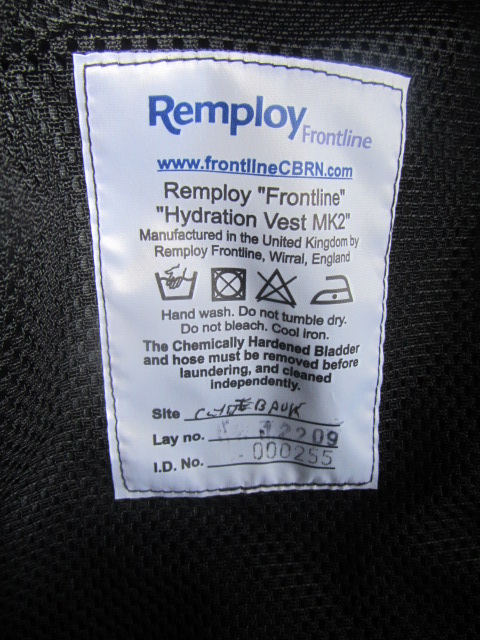 Remploy Frontline
www.frontlineCBRN.com
Remploy "Frontline"
"Hydration Vest MK2"
Manufactured in the United Kingdom by
Remploy Frontline, Wirral, England
Hand wash. Do not tumble dry.
Do not bleach. Cool iron.
The Chemically Hardened Bladder
and hose must be removed before
laundering, and cleaned
independently.
Site
Lay no. 2209
I.D. No. 000255